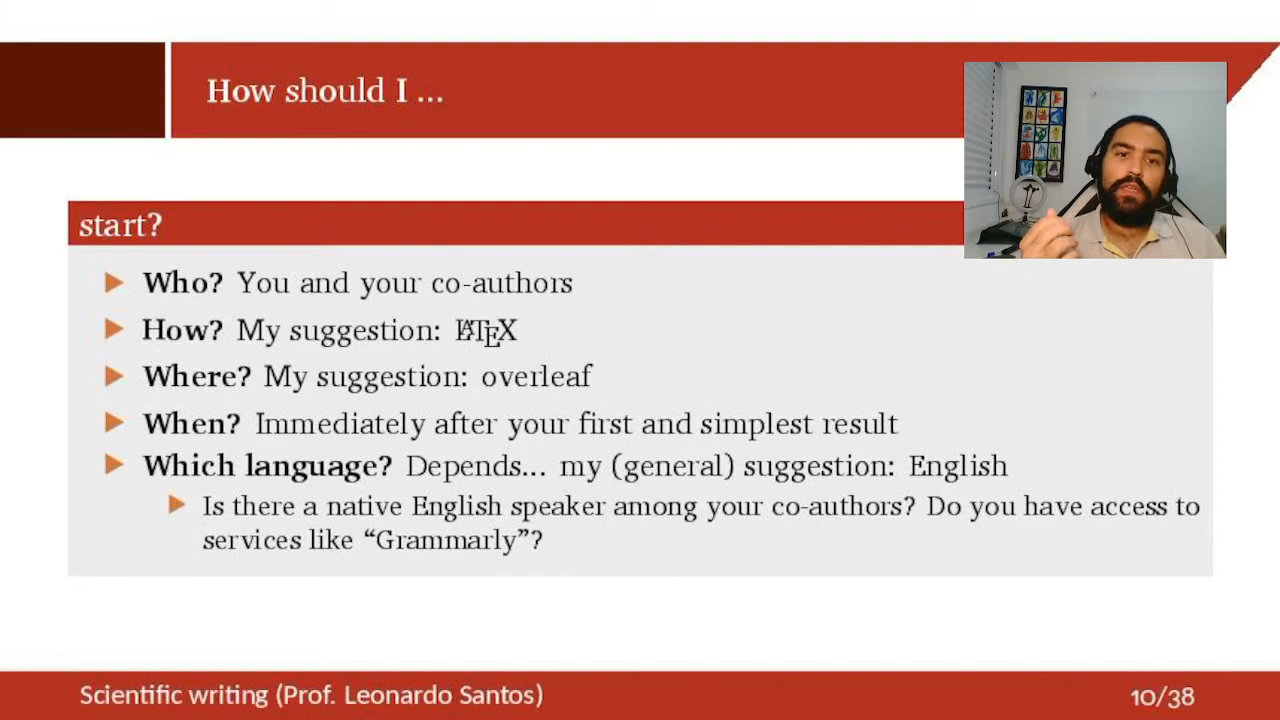 How should I ...
start?
Who? You and your co-authors
How? My suggestion: LATEX
Where? My suggestion: overleaf
When? Immediately after your first and simplest result
Which language? Depends... my (general) suggestion: English
Is there a native English speaker among your co-authors? Do you have access to
services like “Grammarly”?
Scientific writing (Prof. Leonardo Santos)
10/38